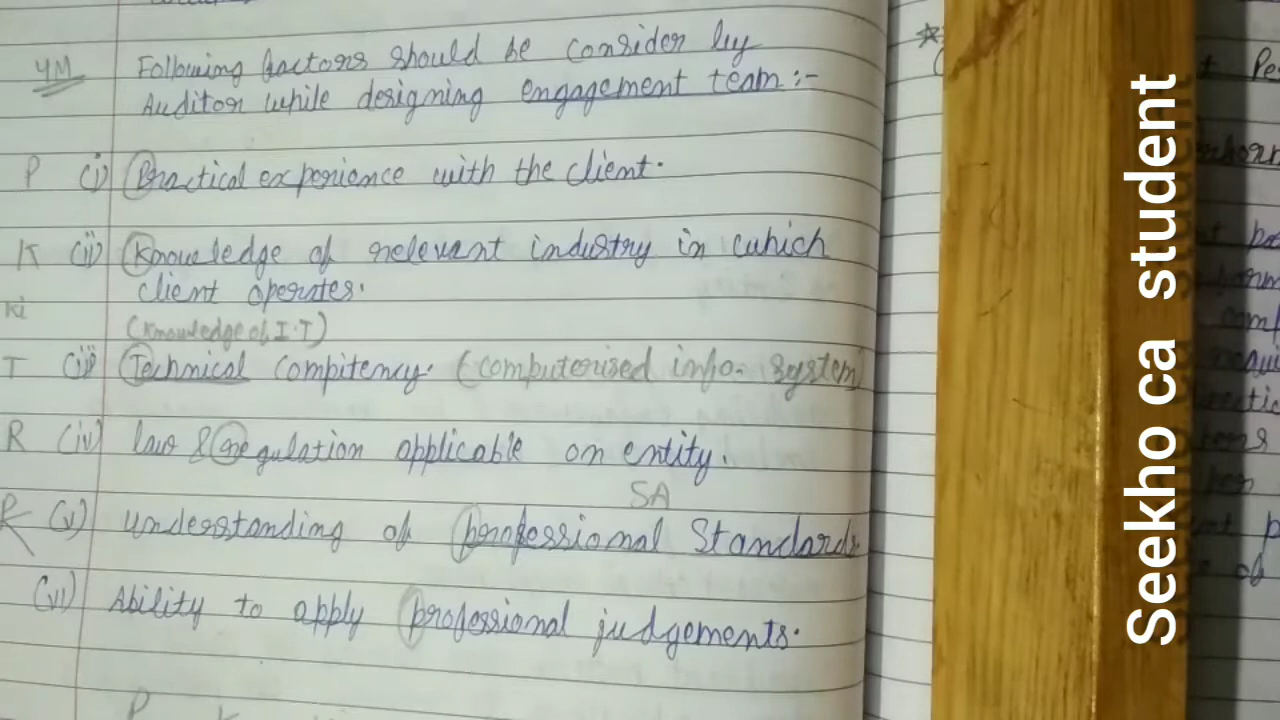 4M Following factors should be consider by
Auditor while designing engagement team :-
P (i) Practical experience with the client.
K (ii) Knowledge of relevant industry in which
client operates.
(Knowledge of I.T)
T (iii) Technical Compitency. (computerised info. system)
R (iv) law & regulation applicable on entity.
SA
(v) understanding of professional Standards.
(vi) Ability to apply professional judgements.
P K
Seekho ca student